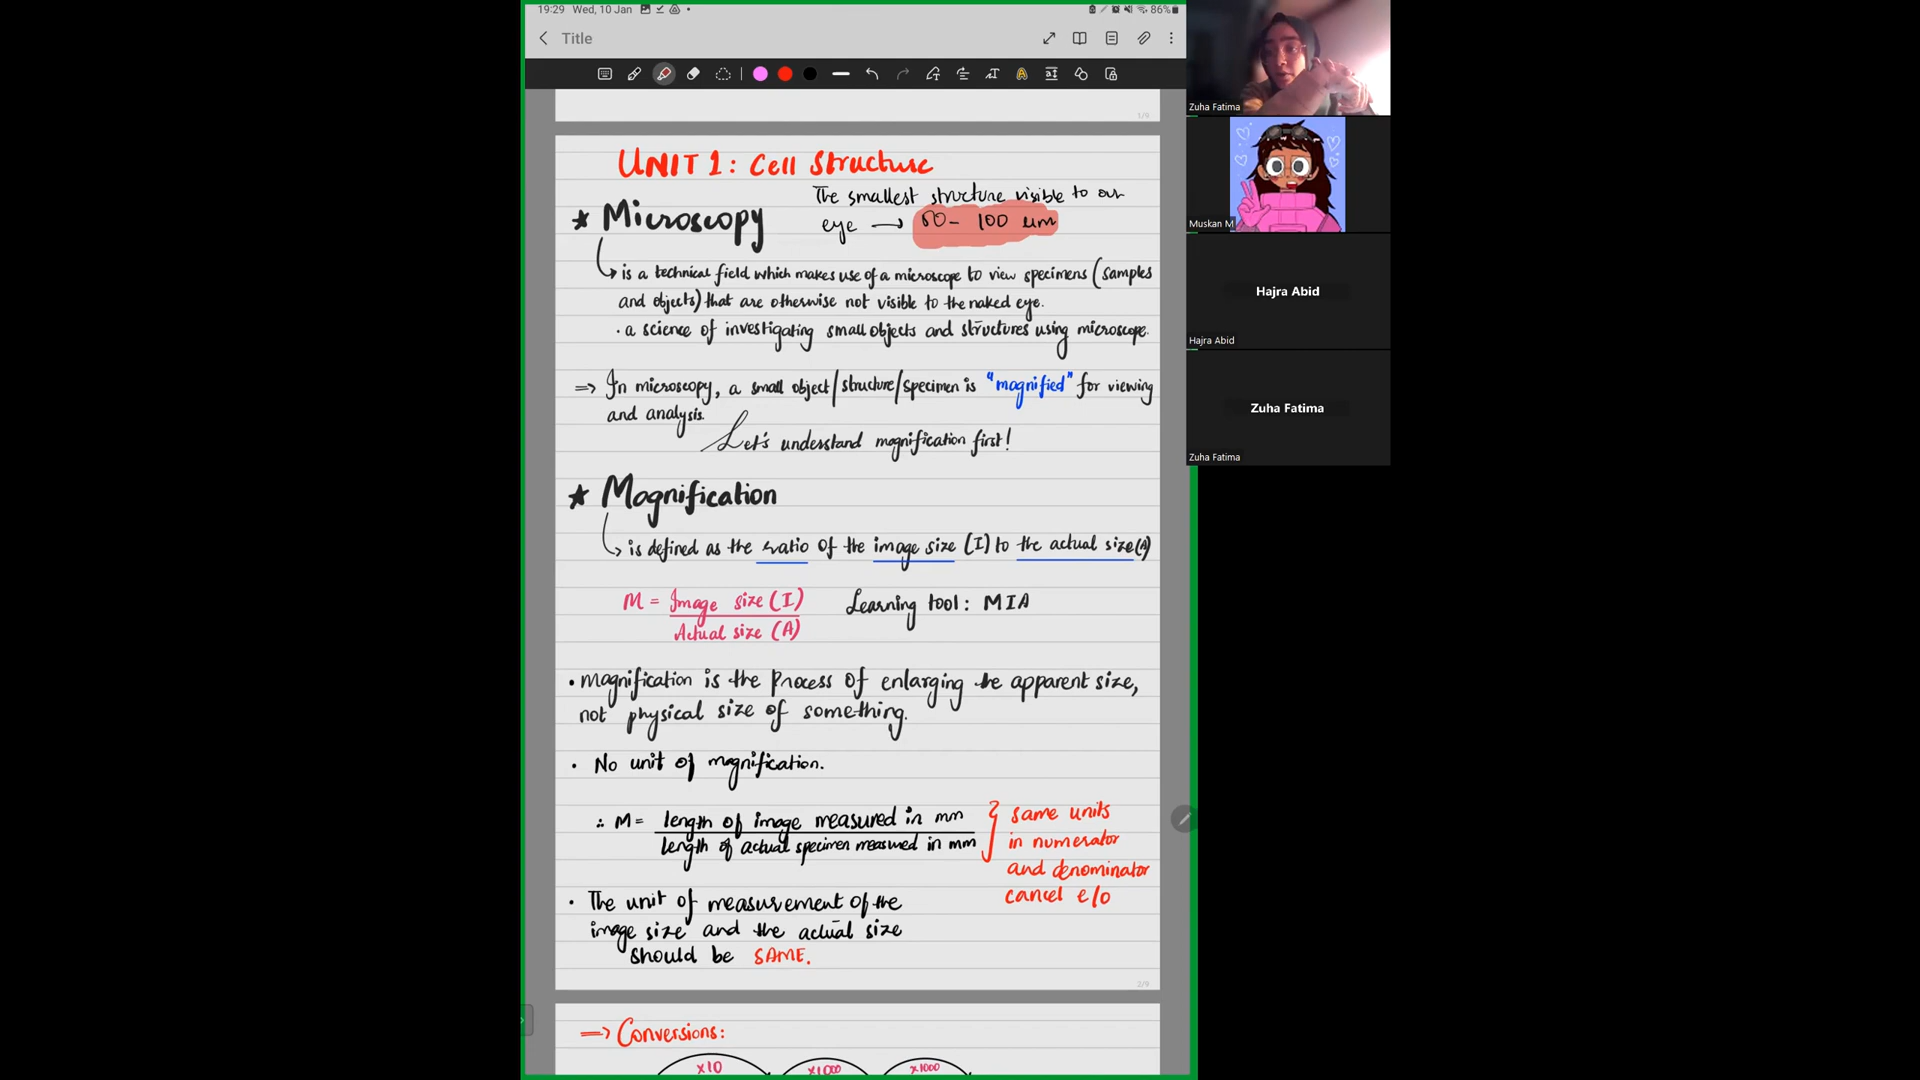 19:29 Wed, 10 Jan
86%
Title
1/9
UNIT 1: Cell Structure
The smallest structure visible to our
eye → 50- 100 um
★ Microscopy
is a technical field which makes use of a microscope to view specimens (samples
and objects) that are otherwise not visible to the naked eye.
· a science of investigating small objects and structures using microscope.
⇒ In microscopy, a small object/structure/specimen is "magnified" for viewing
and analysis.
Let's understand magnification first!
★ Magnification
is defined as the ratio of the image size (I) to the actual size (A)
M = Image size (I)
Actual size (A)
Learning tool: MIA
• Magnification is the Process of enlarging the apparent size,
not physical size of something.
• No unit of magnification.
∴ M = length of image measured in mm
length of actual specimen measured in mm
same units
in numerator
and denominator
cancel e/o
• The unit of measurement of the
image size and the actual size
should be SAME.
2/9
⇒ Conversions:
x10 x1000 x1000
Zuha Fatima
Muskan M
Hajra Abid
Hajra Abid
Zuha Fatima
Zuha Fatima